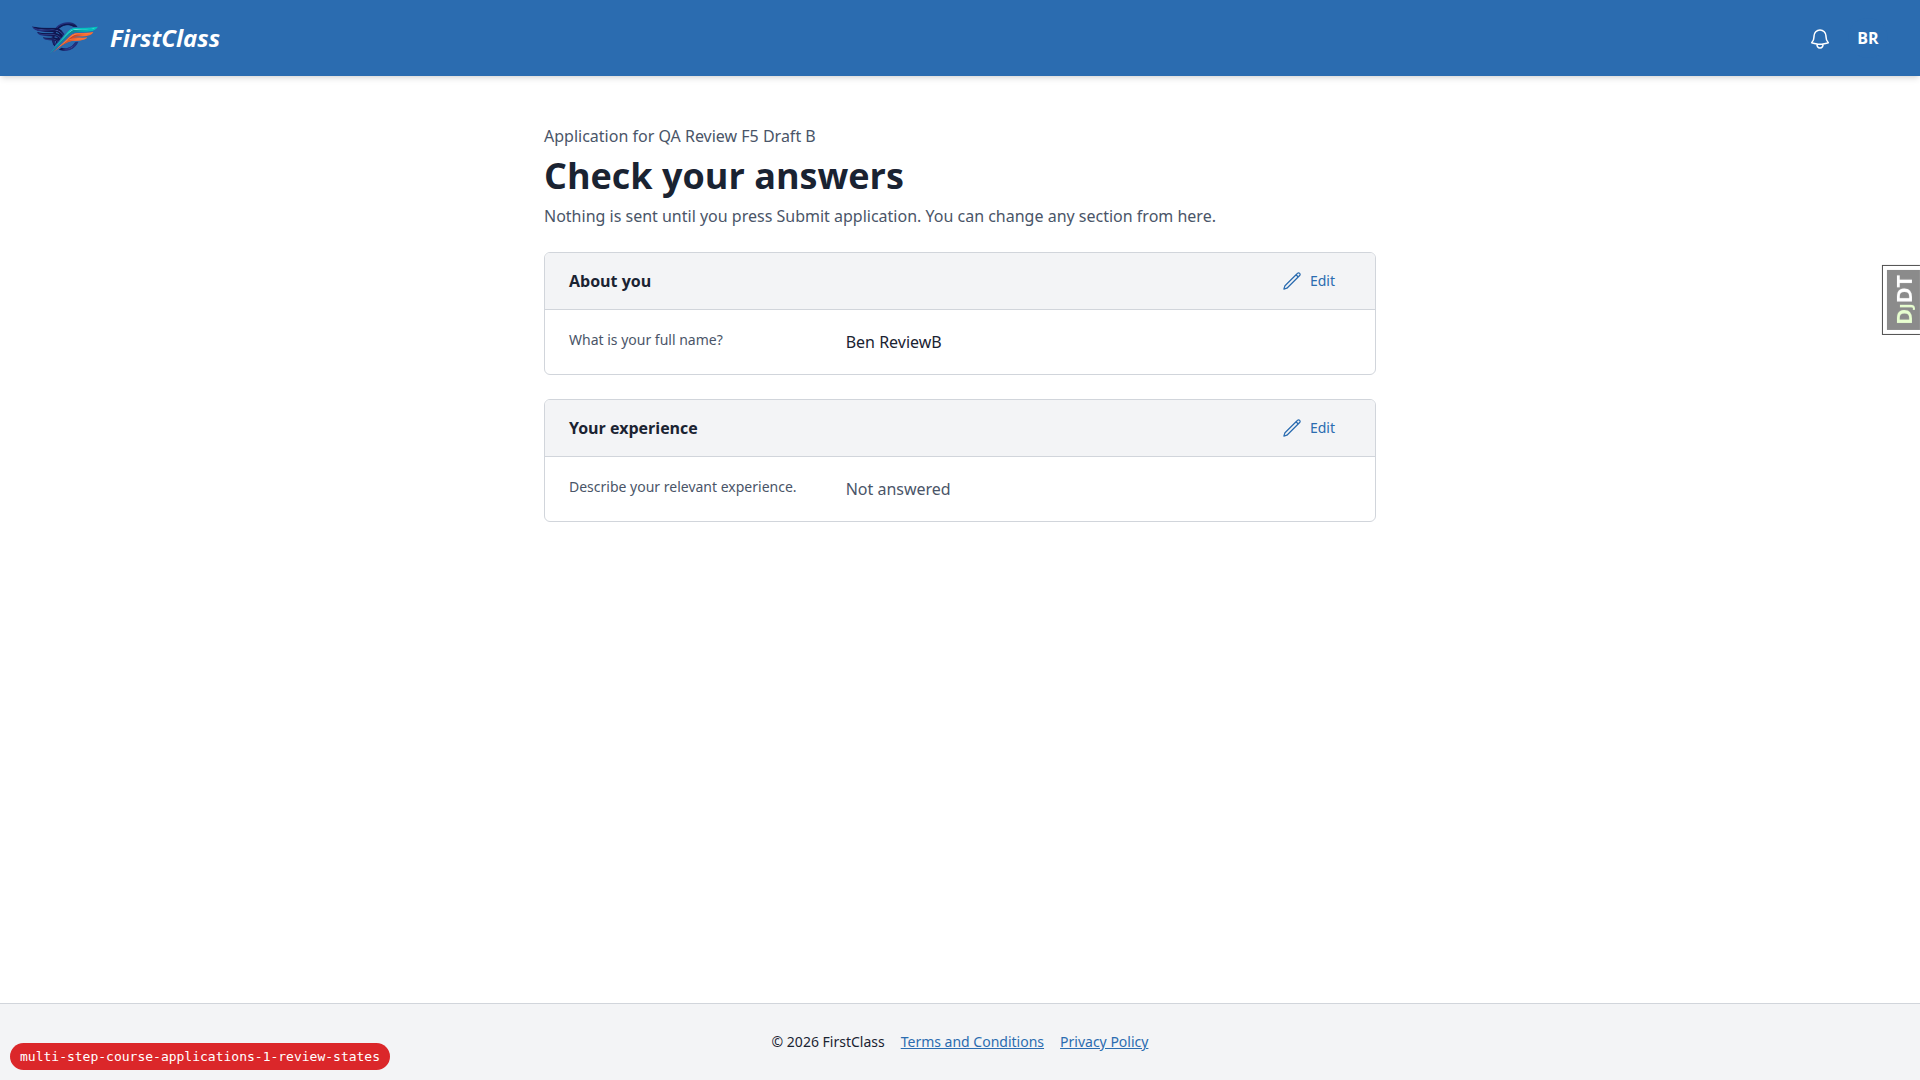 FirstClass
BR
Application for QA Review F5 Draft B
Check your answers
Nothing is sent until you press Submit application. You can change any section from here.
About you
Edit
What is your full name?
Ben ReviewB
Your experience
Edit
Describe your relevant experience.
Not answered
DJDT
© 2026 FirstClass Terms and Conditions Privacy Policy
multi-step-course-applications-1-review-states